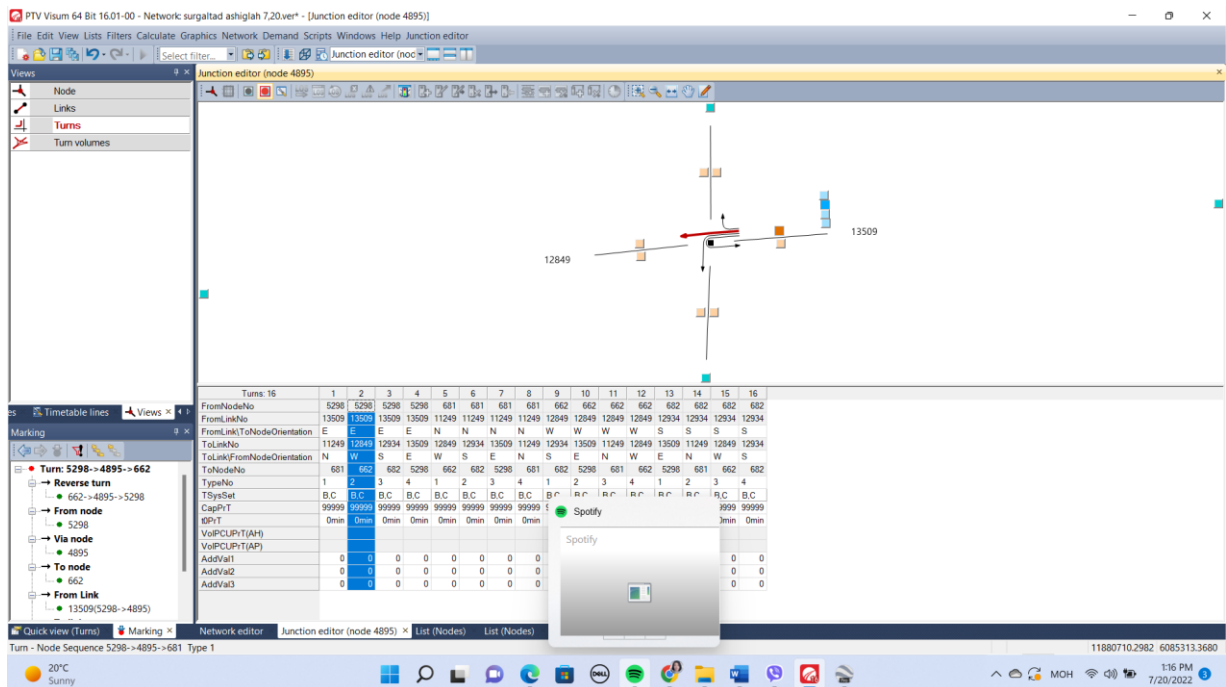 PTV Visum 64 Bit 16.01-00 - Network: surgaltad ashiglah 7,20.ver* - [Junction editor (node 4895)]
File Edit View Lists Filters Calculate Graphics Network Demand Scripts Windows Help Junction editor
Select filter... Junction editor (noc
Views
Junction editor (node 4895)
Node
Links
Turns
Turn volumes
13509
12849
es Timetable lines Views
Marking
Turn: 5298->4895->662
Reverse turn
662->4895->5298
From node
5298
Via node
4895
To node
662
From Link
13509(5298->4895)
Turns: 16 1 2 3 4 5 6 7 8 9 10 11 12 13 14 15 16
FromNodeNo 5298 5298 5298 5298 681 681 681 681 662 662 662 662 682 682 682 682
FromLinkNo 13509 13509 13509 13509 11249 11249 11249 11249 12849 12849 12849 12849 12934 12934 12934 12934
FromLink\ToNodeOrientation E E E E N N N N W W W W S S S S
ToLinkNo 11249 12849 12934 13509 12849 12934 13509 11249 12934 13509 11249 12849 13509 11249 12849 12934
ToLink\FromNodeOrientation N W S E W S E N S E N W E N W S
ToNodeNo 681 662 682 5298 662 682 5298 681 682 5298 681 662 5298 681 662 682
TypeNo 1 2 3 4 1 2 3 4 1 2 3 4 1 2 3 4
TSysSet B,C B,C B,C B,C B,C B,C B,C B,C B,C B,C B,C B,C B,C B,C B,C B,C
CapPrT 99999 99999 99999 99999 99999 99999 99999 99999 9999 99999
t0PrT 0min 0min 0min 0min 0min 0min 0min 0min 0min 0min
VolPCUPrT(AH)
VolPCUPrT(AP)
AddVal1 0 0 0 0 0 0 0 0 0 0
AddVal2 0 0 0 0 0 0 0 0 0 0
AddVal3 0 0 0 0 0 0 0 0 0 0
Spotify
Spotify
Quick view (Turns) Marking Network editor Junction editor (node 4895) List (Nodes) List (Nodes)
Turn - Node Sequence 5298->4895->681 Type 1 11880710.2982 6085313.3680
20°C
Sunny
DELL
MOH
1:16 PM
7/20/2022
3